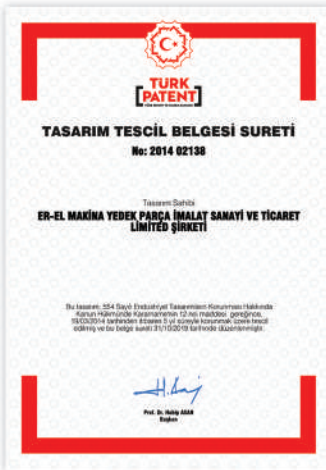 TÜRK
PATENT
TASARIM TESCİL BELGESİ SURETİ
No: 2014 02138
Tasarım Sahibi
ER-EL MAKİNA YEDEK PARÇA İMALAT SANAYİ VE TİCARET
LİMİTED ŞİRKETİ
Bu tasarım, 554 Sayılı Endüstriyel Tasarımların Korunması Hakkında
Kanun Hükmünde Kararnamenin 12 nci maddesi gereğince,
19/03/2014 tarihinden itibaren 5 yıl süreyle korunmak üzere tescil
edilmiş ve bu belge sureti 31/10/2018 tarihinde düzenlenmiştir.
Prof. Dr. Habip ASAN
Başkan